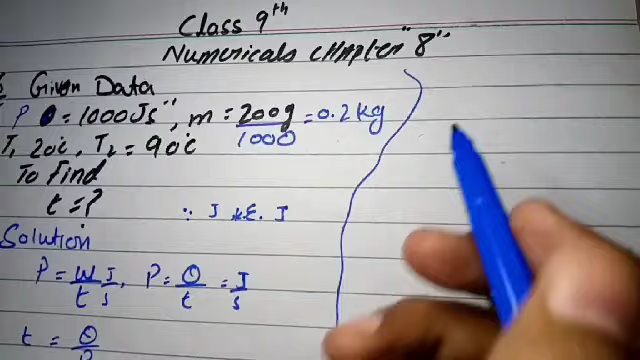 Class 9th
Numericals Chapter "8"
Given Data
P = 1000Js⁻¹, m = 200g/1000 = 0.2kg
T₁ 20°c, T₂ = 90°c
To Find
t = ?
∵ J K.E. J
Solution
P = W/t J/s, P = Q/t = J/s
t = Q/P